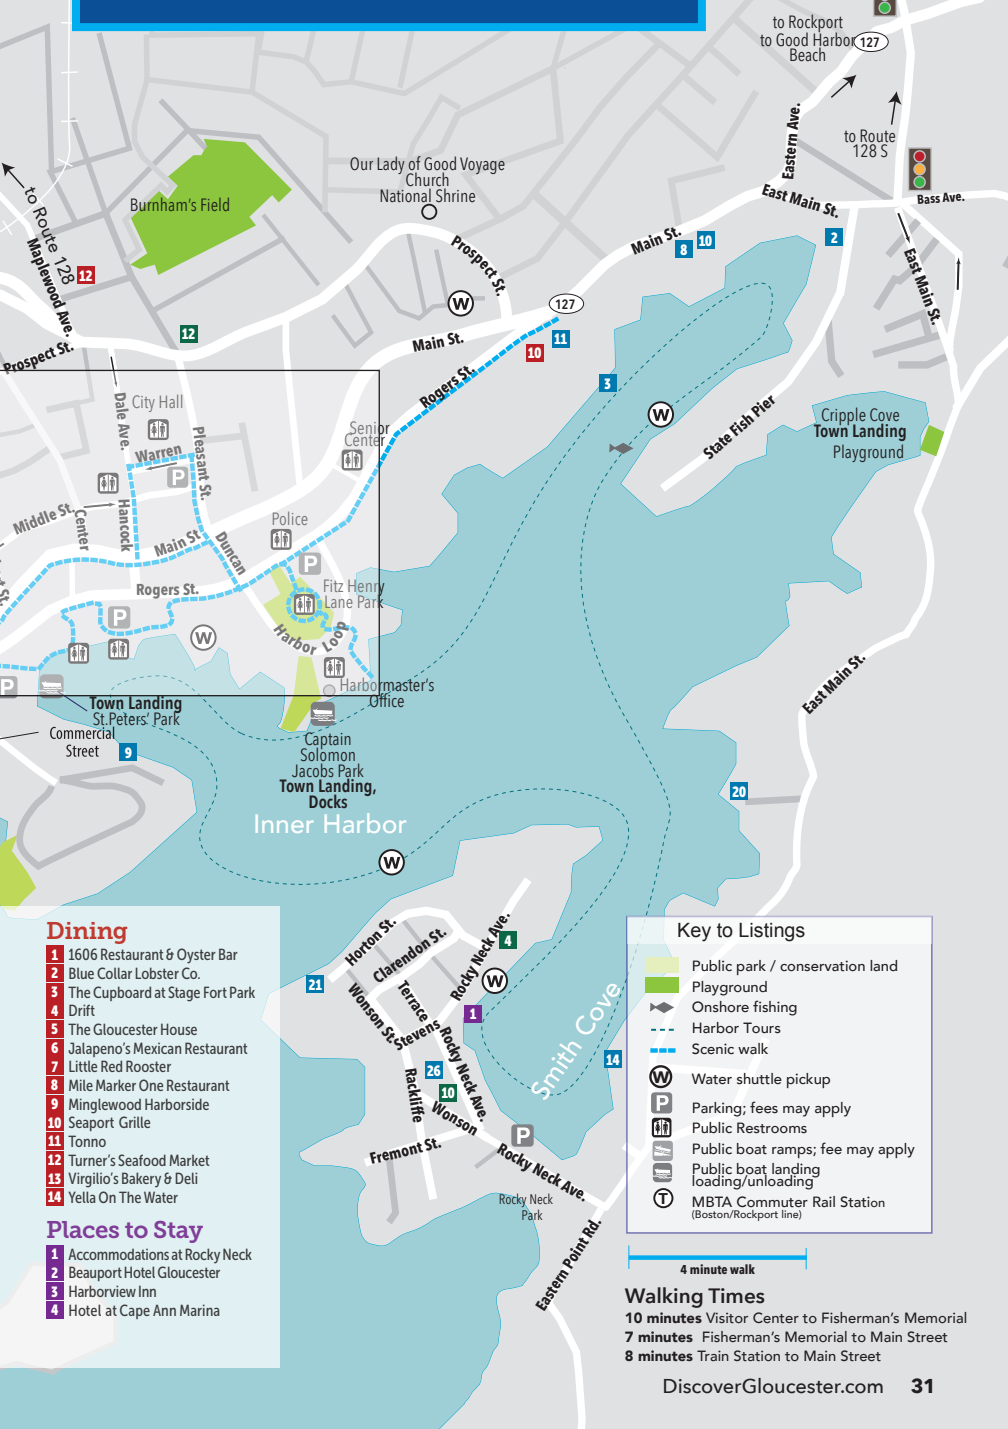 to Rockport
to Good Harbor
Beach
127
Eastern Ave.
to Route
128 S
Our Lady of Good Voyage
Church
National Shrine
Burnham's Field
to Route 128
Maplewood Ave.
12
East Main St.
Bass Ave.
Main St.
8
10
2
East Main St.
Prospect St.
W
127
12
Main St.
11
10
Prospect St.
Rogers St.
3
W
State Fish Pier
Cripple Cove
Town Landing
Playground
Dale Ave.
City Hall
Pleasant St.
Warren
P
Senior
Center
Middle St.
Center
Hancock
Main St
Duncan
Police
P
Rogers St.
P
Fitz Henry
Lane Park
Harbor Loop
W
P
Harbormaster's
Office
Town Landing
St.Peters' Park
Commercial
Street
9
Captain
Solomon
Jacobs Park
Town Landing,
Docks
Inner Harbor
East Main St.
20
W
Horton St.
Clarendon St.
Rocky Neck Ave.
4
21
W
Wonson St.
Terrace
1
Stevens
Rocky Neck Ave.
Smith Cove
14
26
10
Rackliffe
Wonson
Fremont St.
P
Rocky Neck Ave.
Rocky Neck
Park
Eastern Point Rd.
Dining
1 1606 Restaurant & Oyster Bar
2 Blue Collar Lobster Co.
3 The Cupboard at Stage Fort Park
4 Drift
5 The Gloucester House
6 Jalapeno's Mexican Restaurant
7 Little Red Rooster
8 Mile Marker One Restaurant
9 Minglewood Harborside
10 Seaport Grille
11 Tonno
12 Turner's Seafood Market
13 Virgilio's Bakery & Deli
14 Yella On The Water
Places to Stay
1 Accommodations at Rocky Neck
2 Beauport Hotel Gloucester
3 Harborview Inn
4 Hotel at Cape Ann Marina
Key to Listings
Public park / conservation land
Playground
Onshore fishing
Harbor Tours
Scenic walk
W Water shuttle pickup
P Parking; fees may apply
Public Restrooms
Public boat ramps; fee may apply
Public boat landing
loading/unloading
T MBTA Commuter Rail Station
(Boston/Rockport line)
4 minute walk
Walking Times
10 minutes Visitor Center to Fisherman's Memorial
7 minutes Fisherman's Memorial to Main Street
8 minutes Train Station to Main Street
DiscoverGloucester.com 31